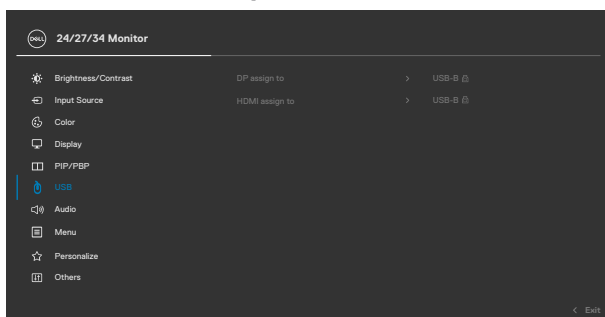 DELL 24/27/34 Monitor
Brightness/Contrast DP assign to > USB-B
Input Source HDMI assign to > USB-B
Color
Display
PIP/PBP
USB
Audio
Menu
Personalize
Others
< Exit